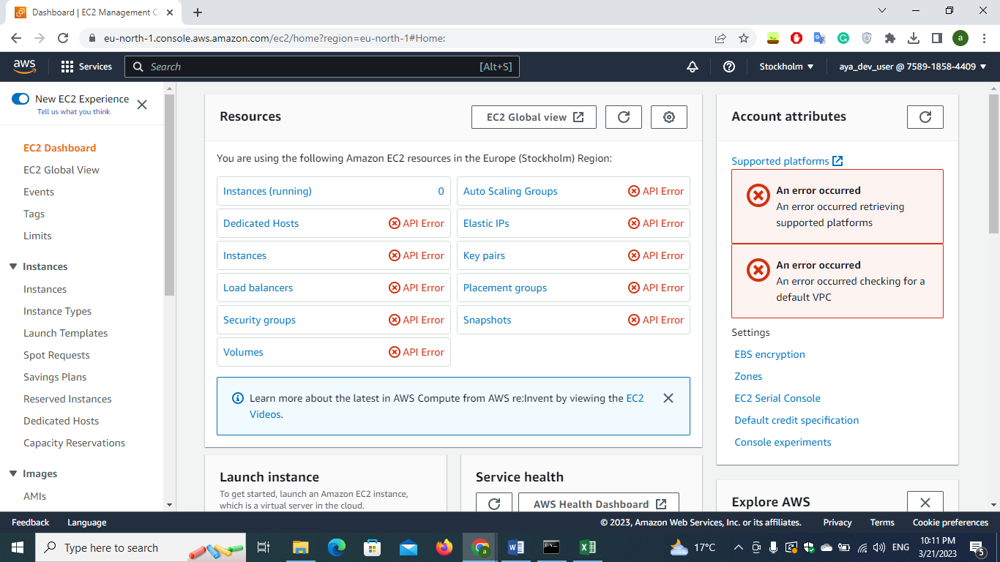 Dashboard | EC2 Management C
eu-north-1.console.aws.amazon.com/ec2/home?region=eu-north-1#Home:
a
aws
Services
Search
[Alt+S]
Stockholm
aya_dev_user @ 7589-1858-4409
New EC2 Experience
Tell us what you think
EC2 Dashboard
EC2 Global View
Events
Tags
Limits
Instances
Instances
Instance Types
Launch Templates
Spot Requests
Savings Plans
Reserved Instances
Dedicated Hosts
Capacity Reservations
Images
AMIs
Resources
EC2 Global view
You are using the following Amazon EC2 resources in the Europe (Stockholm) Region:
Instances (running) 0
Auto Scaling Groups API Error
Dedicated Hosts API Error
Elastic IPs API Error
Instances API Error
Key pairs API Error
Load balancers API Error
Placement groups API Error
Security groups API Error
Snapshots API Error
Volumes API Error
Learn more about the latest in AWS Compute from AWS re:Invent by viewing the EC2
Videos.
Launch instance
To get started, launch an Amazon EC2 instance,
which is a virtual server in the cloud.
Service health
AWS Health Dashboard
Account attributes
Supported platforms
An error occurred
An error occurred retrieving
supported platforms
An error occurred
An error occurred checking for a
default VPC
Settings
EBS encryption
Zones
EC2 Serial Console
Default credit specification
Console experiments
Explore AWS
Feedback
Language
© 2023, Amazon Web Services, Inc. or its affiliates.
Privacy
Terms
Cookie preferences
Type here to search
17°C
ENG
10:11 PM
3/21/2023
5